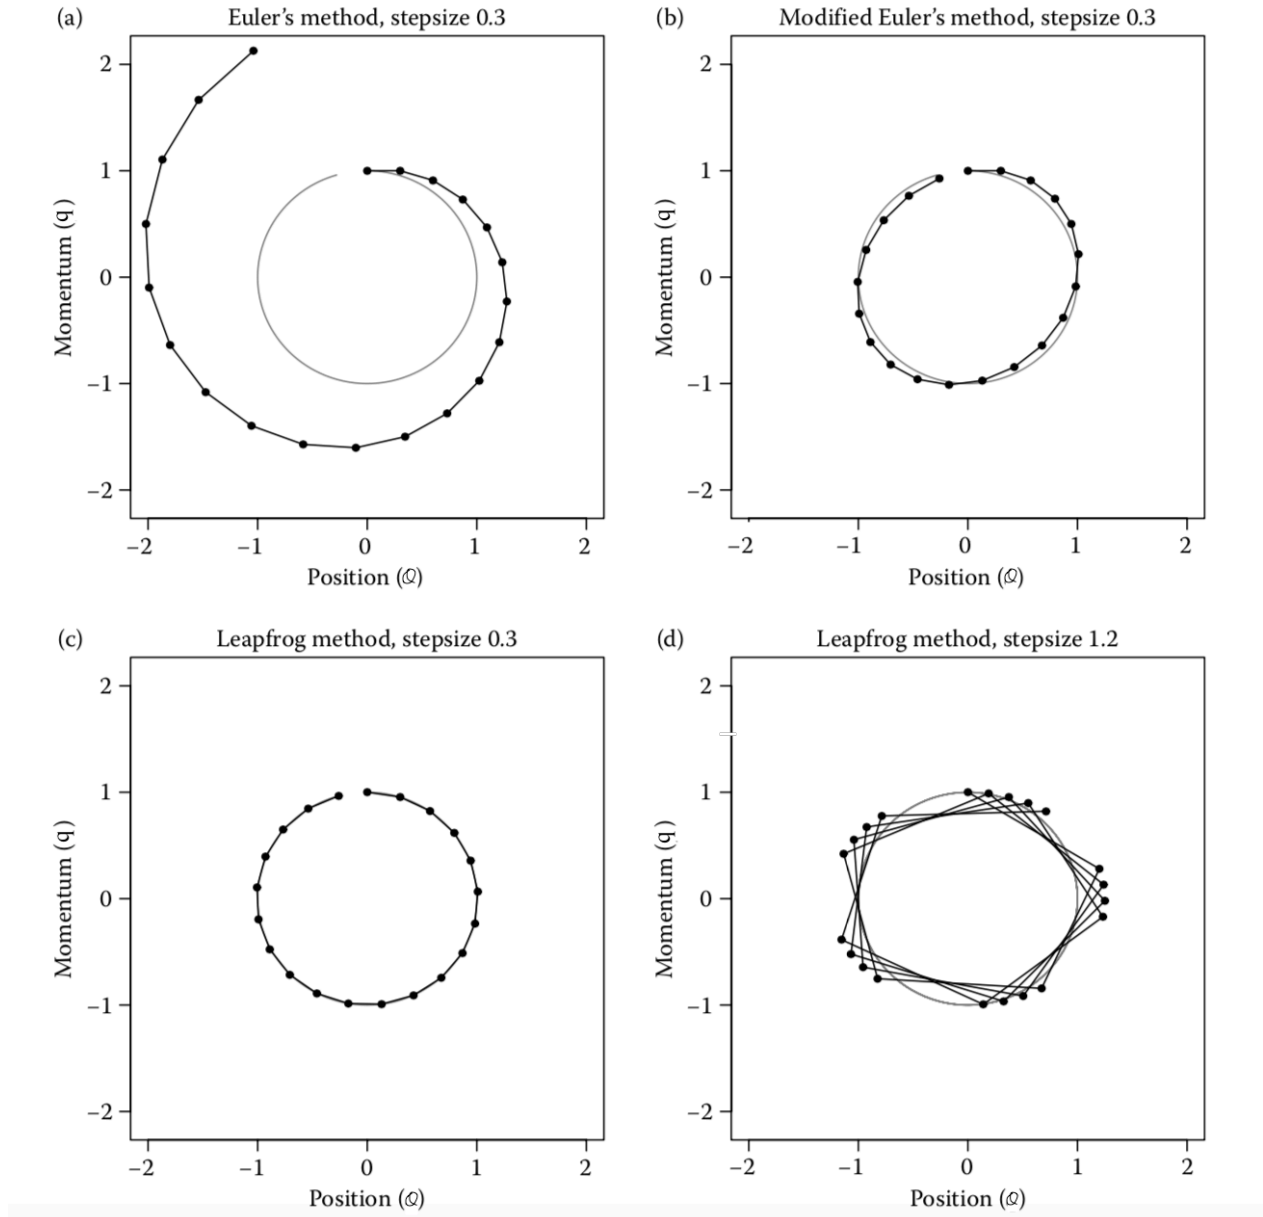 (a) Euler’s method, stepsize 0.3
2
1
0
−1
−2
−2 −1 0 1 2
Momentum (q)
Position (𝒬)
(b) Modified Euler’s method, stepsize 0.3
2
1
0
−1
−2
−2 −1 0 1 2
Momentum (q)
Position (𝒬)
(c) Leapfrog method, stepsize 0.3
2
1
0
−1
−2
−2 −1 0 1 2
Momentum (q)
Position (𝒬)
(d) Leapfrog method, stepsize 1.2
2
1
0
−1
−2
−2 −1 0 1 2
Momentum (q)
Position (𝒬)